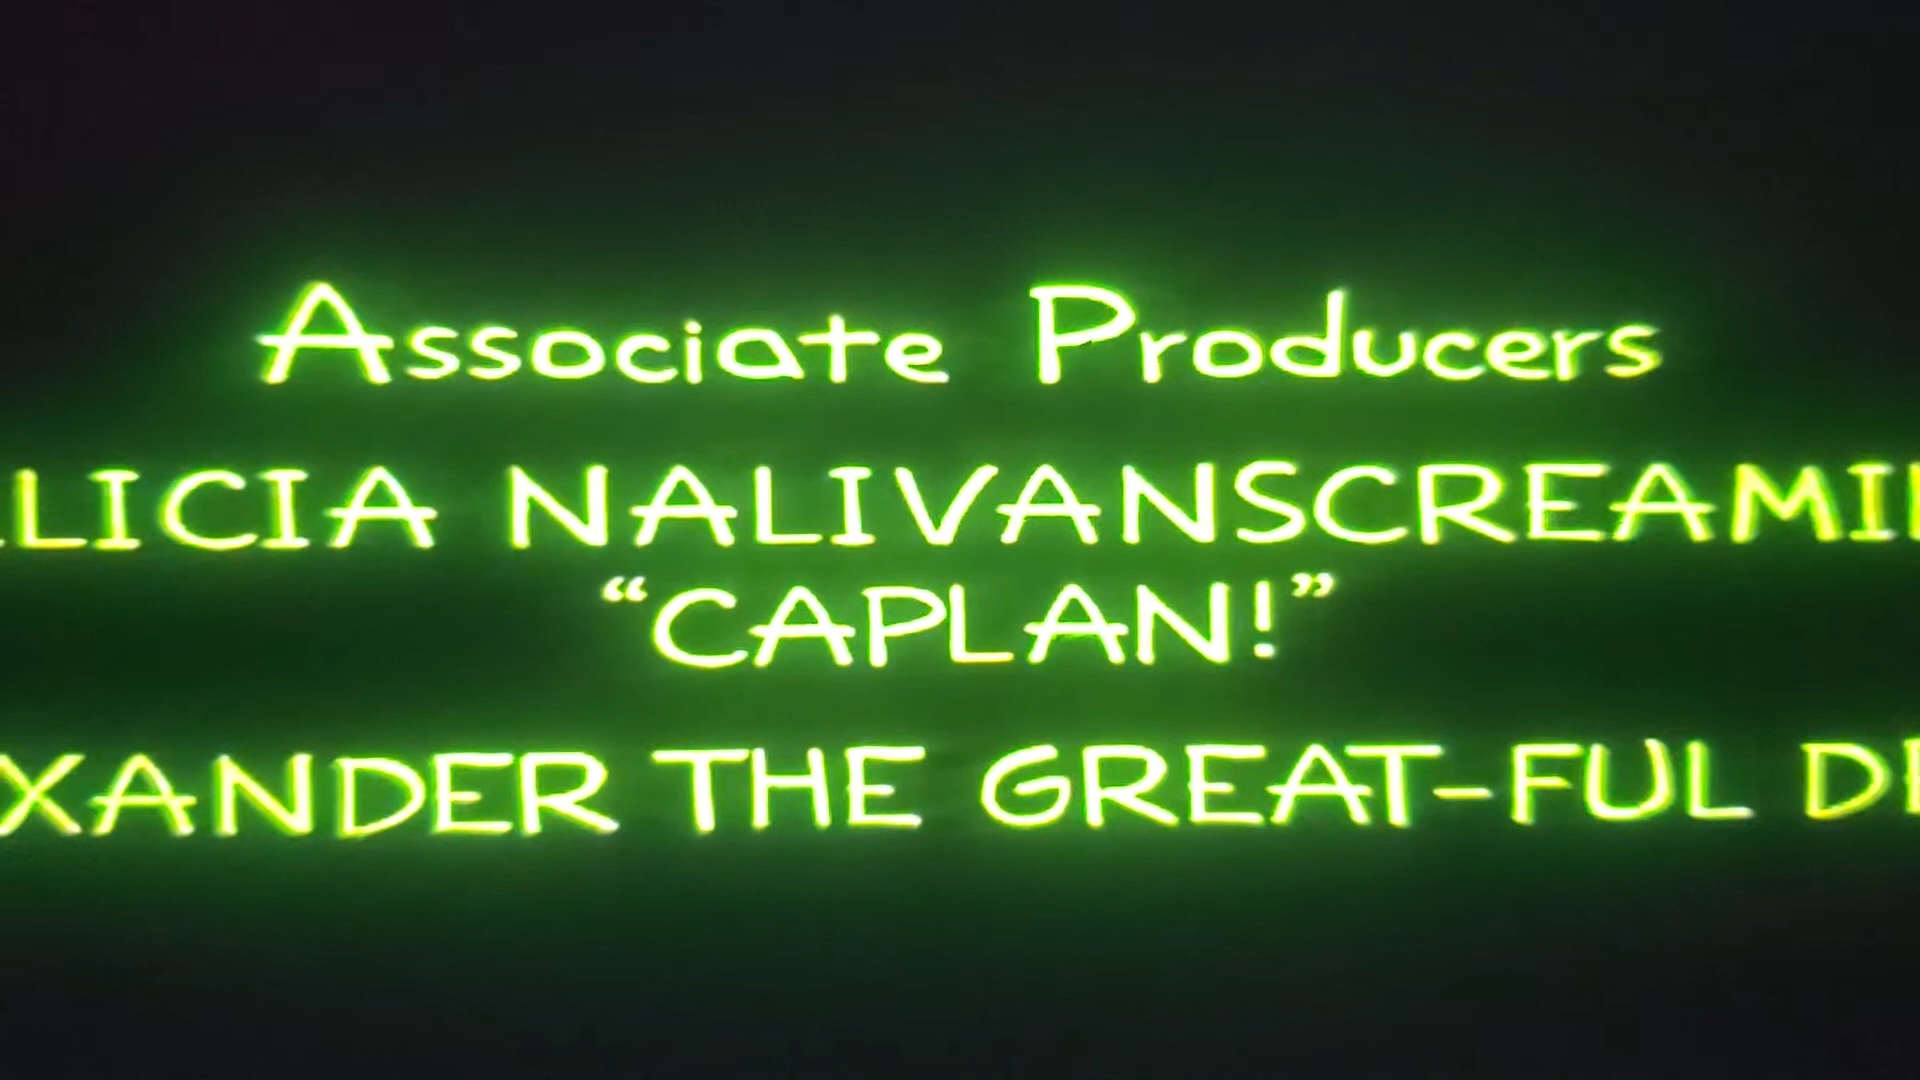 Associate Producers
LICIA NALIVANSCREAMI
“CAPLAN!”
XANDER THE GREAT-FUL D